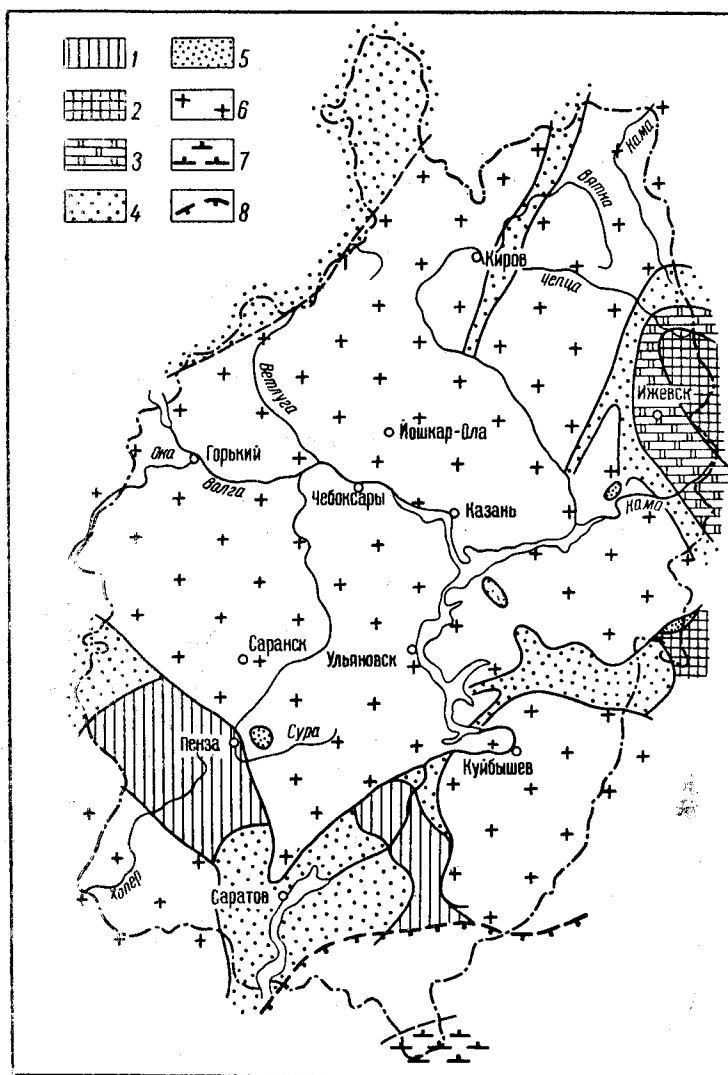 1 5
2 6
3 7
4 8
Кама
Вятка
Киров
Чепца
Ижевск
Ветлуга
Йошкар-Ола
Ока
Горький
Волга
Чебоксары
Казань
Кама
Саранск
Ульяновск
Пенза
Сура
Куйбышев
Хопер
Саратов